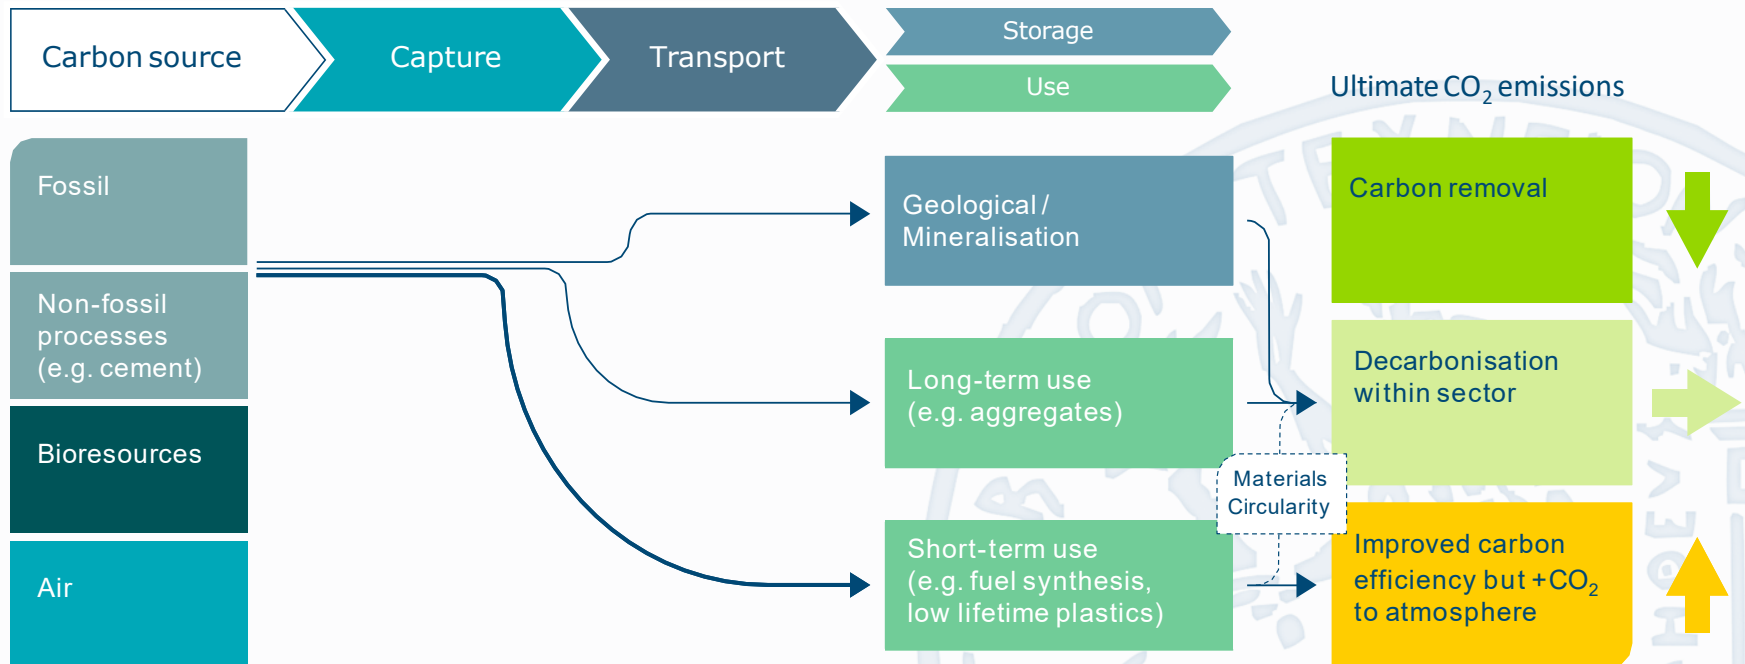 Carbon source
Capture
Transport
Storage
Use
Ultimate CO₂ emissions
Fossil
Non-fossil
processes
(e.g. cement)
Bioresources
Air
Geological /
Mineralisation
Long-term use
(e.g. aggregates)
Short-term use
(e.g. fuel synthesis,
low lifetime plastics)
Materials
Circularity
Carbon removal
Decarbonisation
within sector
Improved carbon
efficiency but +CO₂
to atmosphere